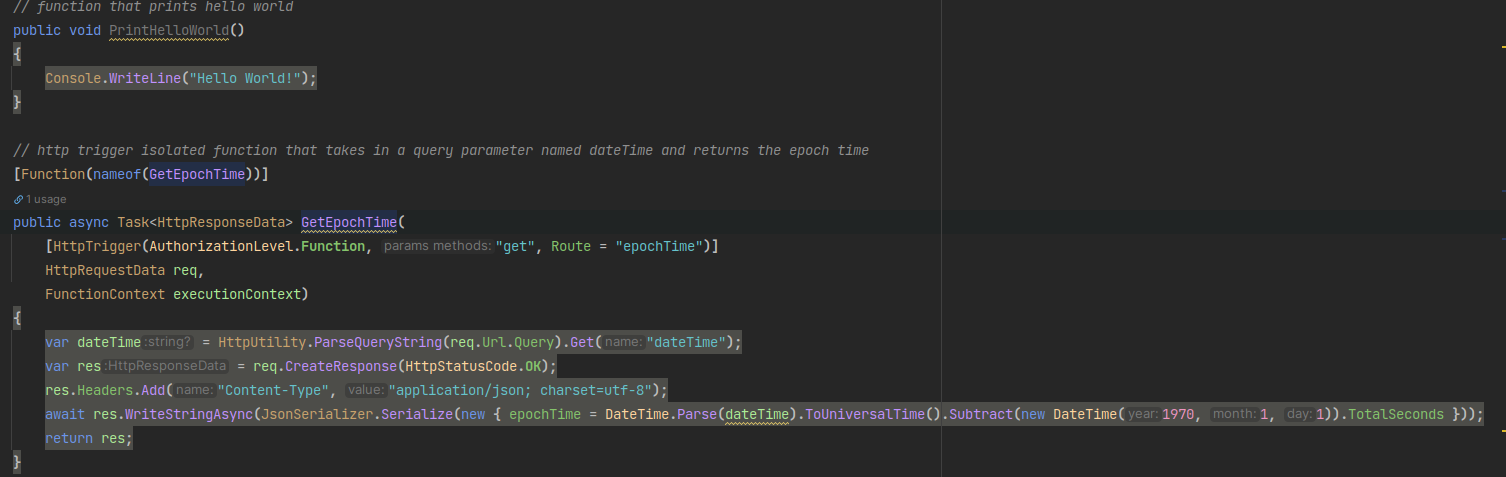 // function that prints hello world
public void PrintHelloWorld()
{
Console.WriteLine("Hello World!");
}
// http trigger isolated function that takes in a query parameter named dateTime and returns the epoch time
[Function(nameof(GetEpochTime))]
1 usage
public async Task<HttpResponseData> GetEpochTime(
[HttpTrigger(AuthorizationLevel.Function, params methods: "get", Route = "epochTime")]
HttpRequestData req,
FunctionContext executionContext)
{
var dateTime :string? = HttpUtility.ParseQueryString(req.Url.Query).Get( name: "dateTime");
var res :HttpResponseData = req.CreateResponse(HttpStatusCode.OK);
res.Headers.Add( name: "Content-Type", value: "application/json; charset=utf-8");
await res.WriteStringAsync(JsonSerializer.Serialize(new { epochTime = DateTime.Parse(dateTime).ToUniversalTime().Subtract(new DateTime( year: 1970, month: 1, day: 1)).TotalSeconds }));
return res;
}